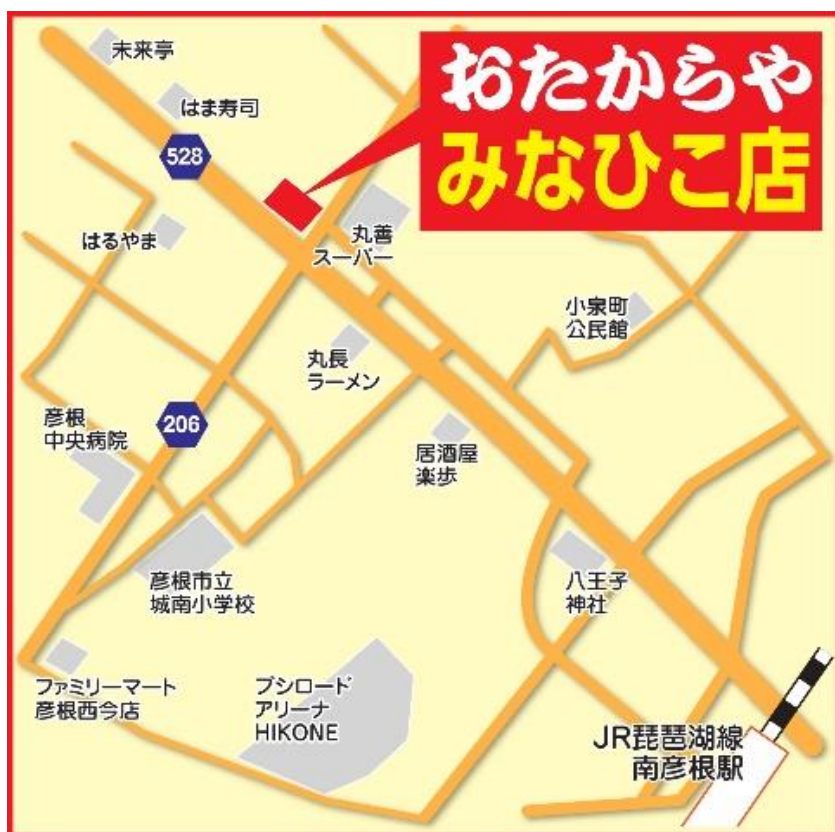 おたからや
みなひこ店
末来亭
はま寿司
528
はるやま
丸善
スーパー
小泉町
公民館
丸長
ラーメン
206
彦根
中央病院
居酒屋
楽歩
彦根市立
城南小学校
八王子
神社
ファミリーマート
彦根西今店
ブシロード
アリーナ
HIKONE
JR琵琶湖線
南彦根駅